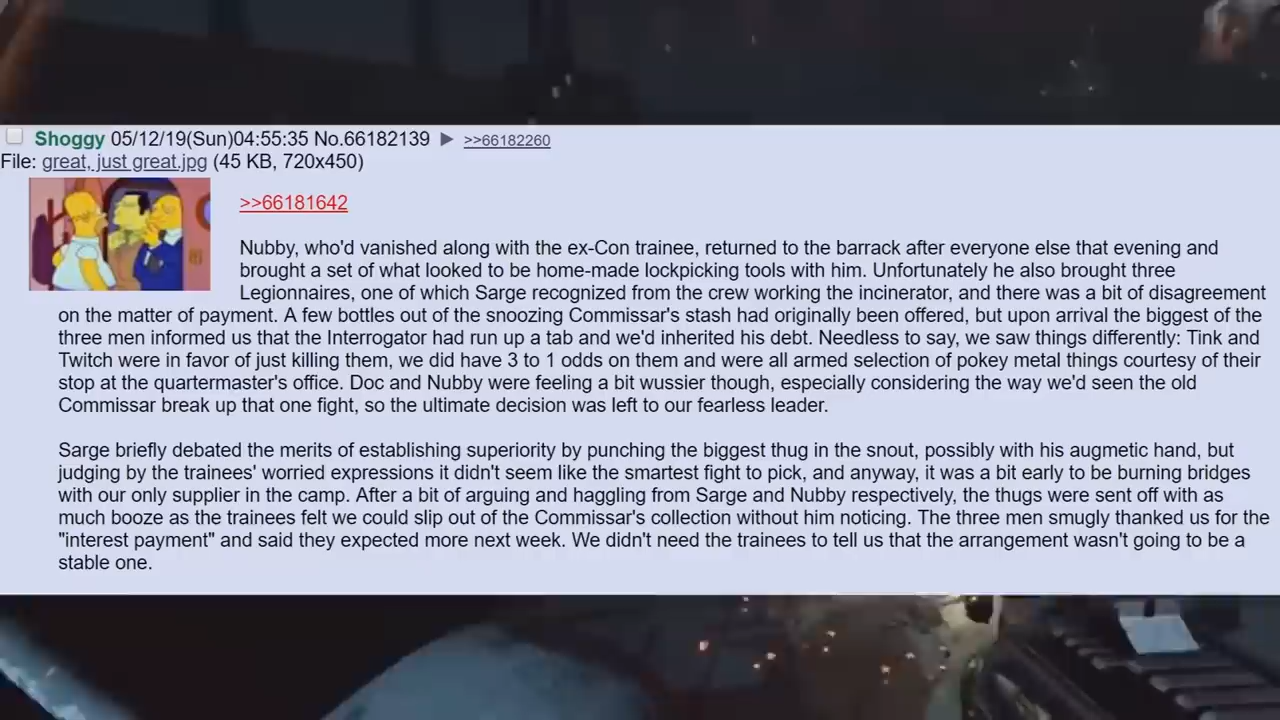 Shoggy 05/12/19(Sun)04:55:35 No.66182139 ▶ >>66182260
File: great, just great.jpg (45 KB, 720x450)
>>66181642
Nubby, who'd vanished along with the ex-Con trainee, returned to the barrack after everyone else that evening and
brought a set of what looked to be home-made lockpicking tools with him. Unfortunately he also brought three
Legionnaires, one of which Sarge recognized from the crew working the incinerator, and there was a bit of disagreement
on the matter of payment. A few bottles out of the snoozing Commissar's stash had originally been offered, but upon arrival the biggest of the
three men informed us that the Interrogator had run up a tab and we'd inherited his debt. Needless to say, we saw things differently: Tink and
Twitch were in favor of just killing them, we did have 3 to 1 odds on them and were all armed selection of pokey metal things courtesy of their
stop at the quartermaster's office. Doc and Nubby were feeling a bit wussier though, especially considering the way we'd seen the old
Commissar break up that one fight, so the ultimate decision was left to our fearless leader.
Sarge briefly debated the merits of establishing superiority by punching the biggest thug in the snout, possibly with his augmetic hand, but
judging by the trainees' worried expressions it didn't seem like the smartest fight to pick, and anyway, it was a bit early to be burning bridges
with our only supplier in the camp. After a bit of arguing and haggling from Sarge and Nubby respectively, the thugs were sent off with as
much booze as the trainees felt we could slip out of the Commissar's collection without him noticing. The three men smugly thanked us for the
"interest payment" and said they expected more next week. We didn't need the trainees to tell us that the arrangement wasn't going to be a
stable one.